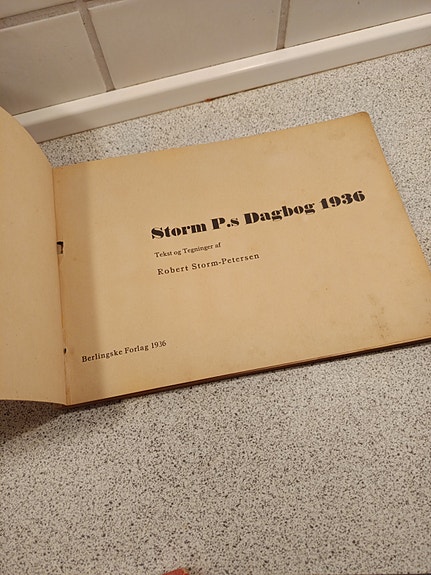 Storm P.s Dagbog 1936
Tekst og Tegninger af
Robert Storm-Petersen
Berlingske Forlag 1936